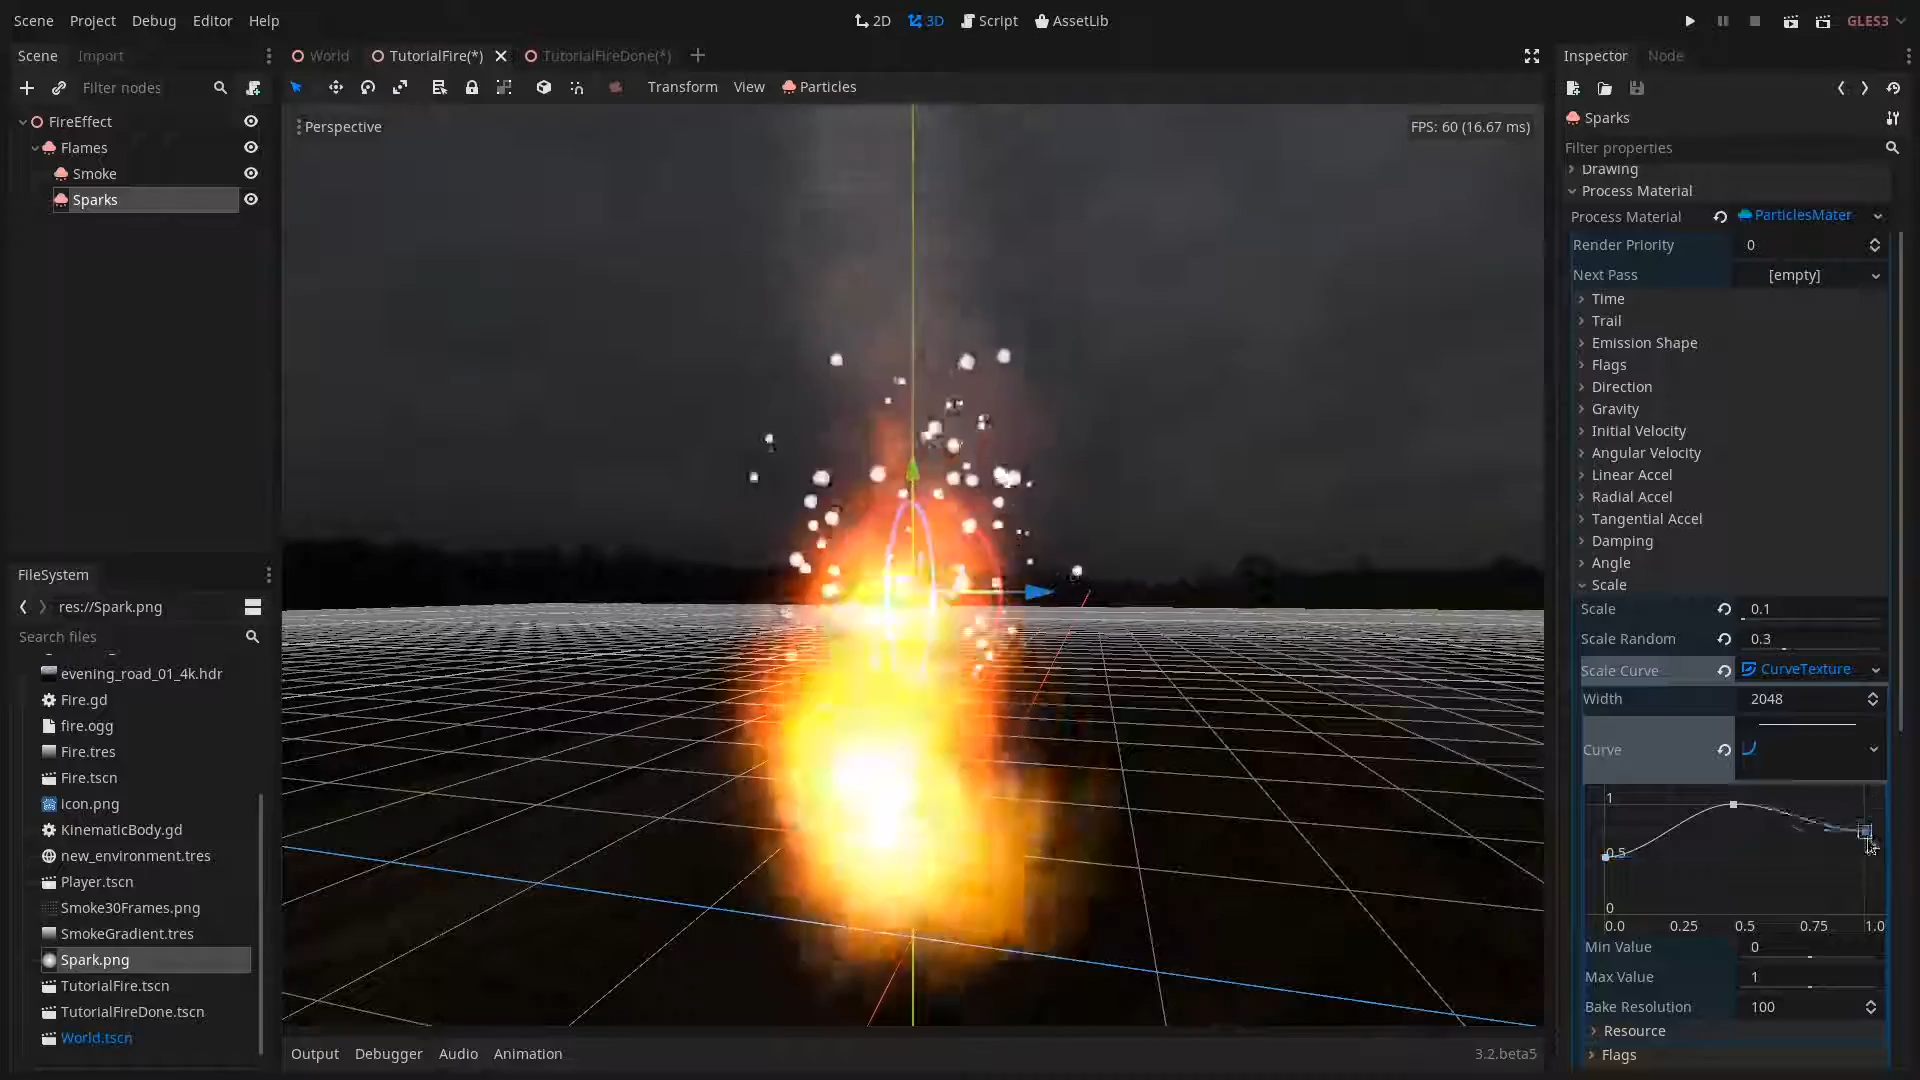 Scene Project Debug Editor Help
2D 3D Script AssetLib
GLES3
Scene Import
World TutorialFire(*) TutorialFireDone(*)
Inspector Node
Filter nodes
Transform View Particles
FireEffect
Flames
Smoke
Sparks
Perspective
FPS: 60 (16.67 ms)
Sparks
Filter properties
Drawing
Process Material
Process Material ParticlesMater
Render Priority 0
Next Pass [empty]
Time
Trail
Emission Shape
Flags
Direction
Gravity
Initial Velocity
Angular Velocity
Linear Accel
Radial Accel
Tangential Accel
Damping
Angle
Scale
Scale 0.1
Scale Random 0.3
Scale Curve CurveTexture
Width 2048
Curve
1
0.5
0
0.0 0.25 0.5 0.75 1.0
Min Value 0
Max Value 1
Bake Resolution 100
Resource
Flags
FileSystem
res://Spark.png
Search files
evening_road_01_4k.hdr
Fire.gd
fire.ogg
Fire.tres
Fire.tscn
icon.png
KinematicBody.gd
new_environment.tres
Player.tscn
Smoke30Frames.png
SmokeGradient.tres
Spark.png
TutorialFire.tscn
TutorialFireDone.tscn
World.tscn
Output Debugger Audio Animation
3.2.beta5